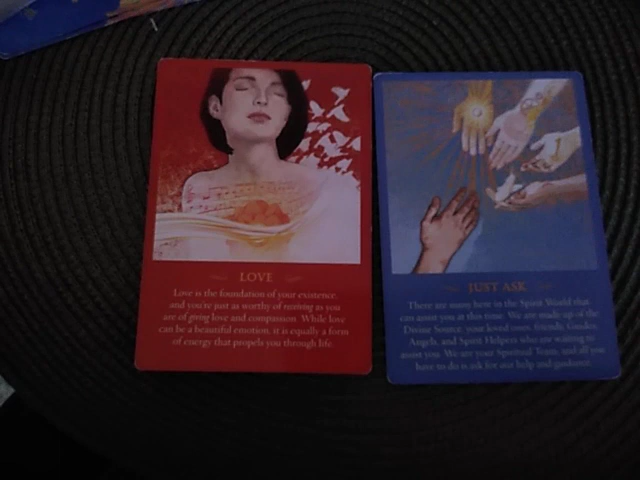 LOVE
Love is the foundation of your existence,
and you're just as worthy of receiving as you
are of giving love and compassion. While love
can be a beautiful emotion, it is equally a form
of energy that propels you through life.
JUST ASK
There are many here in the Spirit World that
can assist you at this time. We are made up of the
Divine Source, your loved ones, friends, Guides,
Angels, and Spirit Helpers who are waiting to
assist you. We are your Spiritual Team, and all you
have to do is ask for our help and guidance.